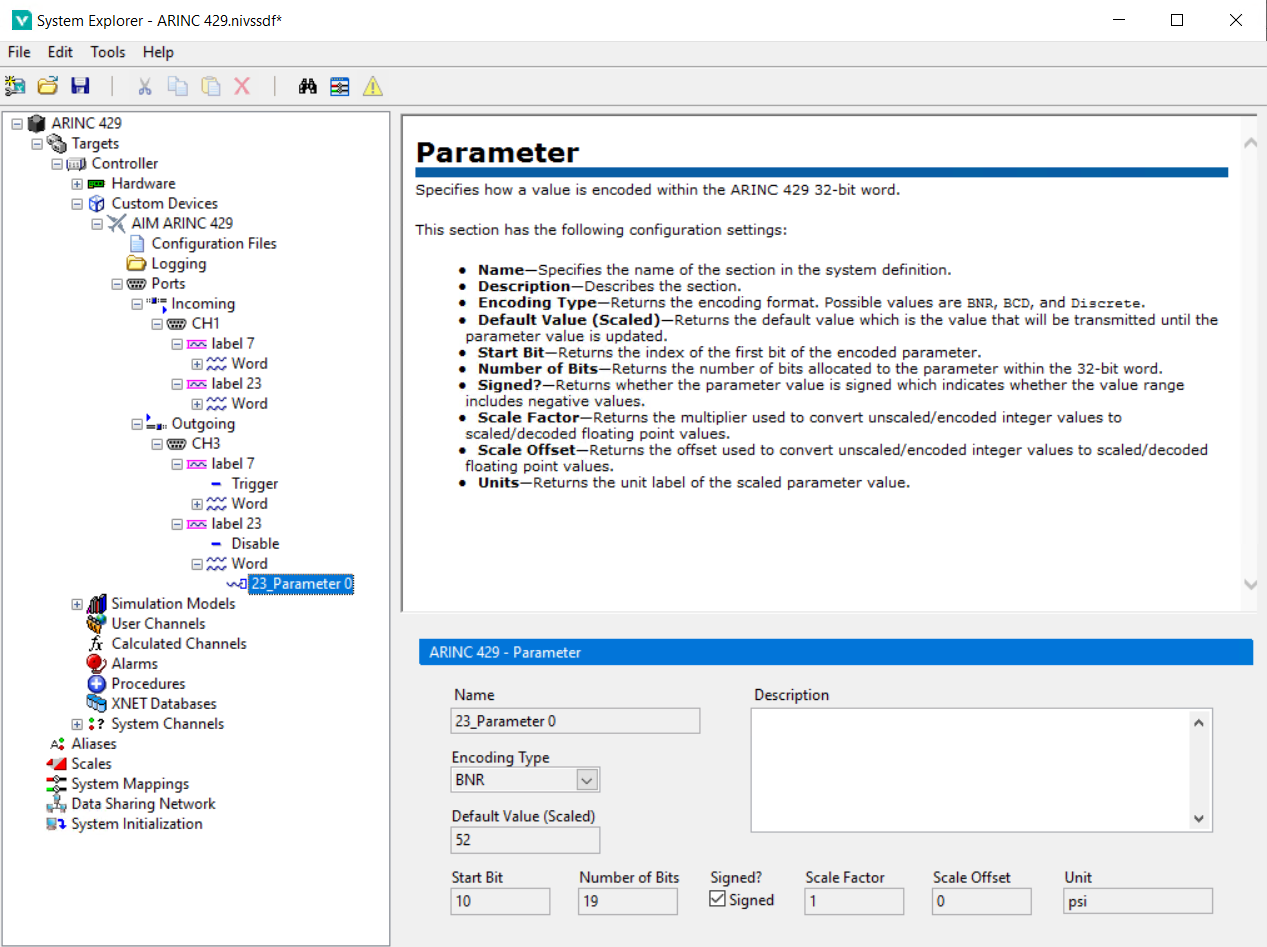 System Explorer - ARINC 429.nivssdf*
File Edit Tools Help
ARINC 429
Targets
Controller
Hardware
Custom Devices
AIM ARINC 429
Configuration Files
Logging
Ports
Incoming
CH1
label 7
Word
label 23
Word
Outgoing
CH3
label 7
Trigger
Word
label 23
Disable
Word
23_Parameter 0
Simulation Models
User Channels
Calculated Channels
Alarms
Procedures
XNET Databases
System Channels
Aliases
Scales
System Mappings
Data Sharing Network
System Initialization
Parameter
Specifies how a value is encoded within the ARINC 429 32-bit word.
This section has the following configuration settings:
• Name—Specifies the name of the section in the system definition.
• Description—Describes the section.
• Encoding Type—Returns the encoding format. Possible values are BNR, BCD, and Discrete.
• Default Value (Scaled)—Returns the default value which is the value that will be transmitted until the
parameter value is updated.
• Start Bit—Returns the index of the first bit of the encoded parameter.
• Number of Bits—Returns the number of bits allocated to the parameter within the 32-bit word.
• Signed?—Returns whether the parameter value is signed which indicates whether the value range
includes negative values.
• Scale Factor—Returns the multiplier used to convert unscaled/encoded integer values to
scaled/decoded floating point values.
• Scale Offset—Returns the offset used to convert unscaled/encoded integer values to scaled/decoded
floating point values.
• Units—Returns the unit label of the scaled parameter value.
ARINC 429 - Parameter
Name Description
23_Parameter 0
Encoding Type
BNR
Default Value (Scaled)
52
Start Bit Number of Bits Signed? Scale Factor Scale Offset Unit
10 19 Signed 1 0 psi